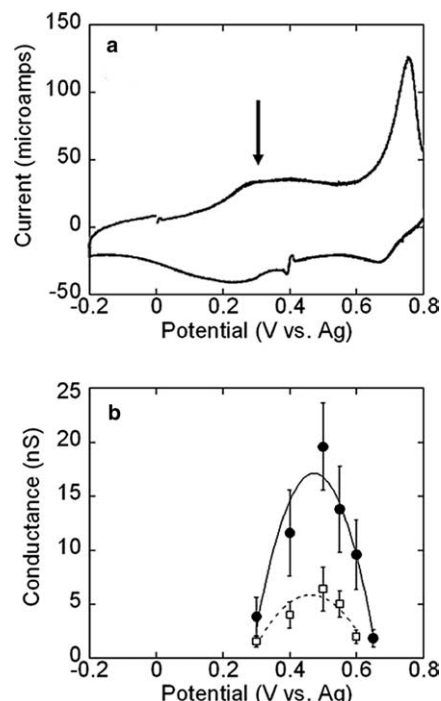 a
150
100
50
0
-50
Current (microamps)
-0.2 0 0.2 0.4 0.6 0.8
Potential (V vs. Ag)
b
25
20
15
10
5
0
Conductance (nS)
-0.2 0 0.2 0.4 0.6 0.8
Potential (V vs. Ag)